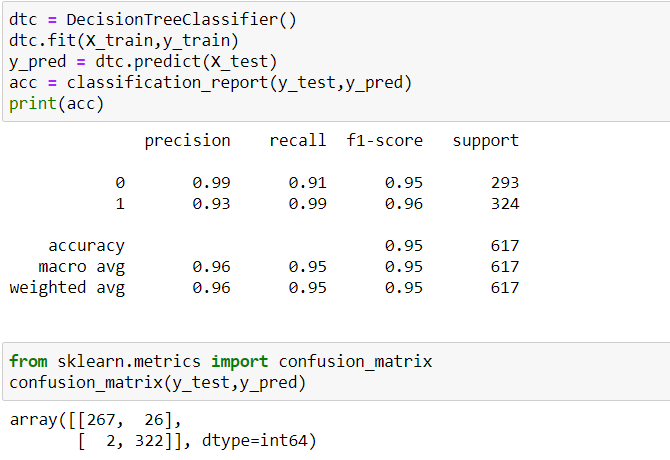 dtc = DecisionTreeClassifier()
dtc.fit(X_train,y_train)
y_pred = dtc.predict(X_test)
acc = classification_report(y_test,y_pred)
print(acc)
precision recall f1-score support
0 0.99 0.91 0.95 293
1 0.93 0.99 0.96 324
accuracy 0.95 617
macro avg 0.96 0.95 0.95 617
weighted avg 0.96 0.95 0.95 617
from sklearn.metrics import confusion_matrix
confusion_matrix(y_test,y_pred)
array([[267, 26],
[ 2, 322]], dtype=int64)